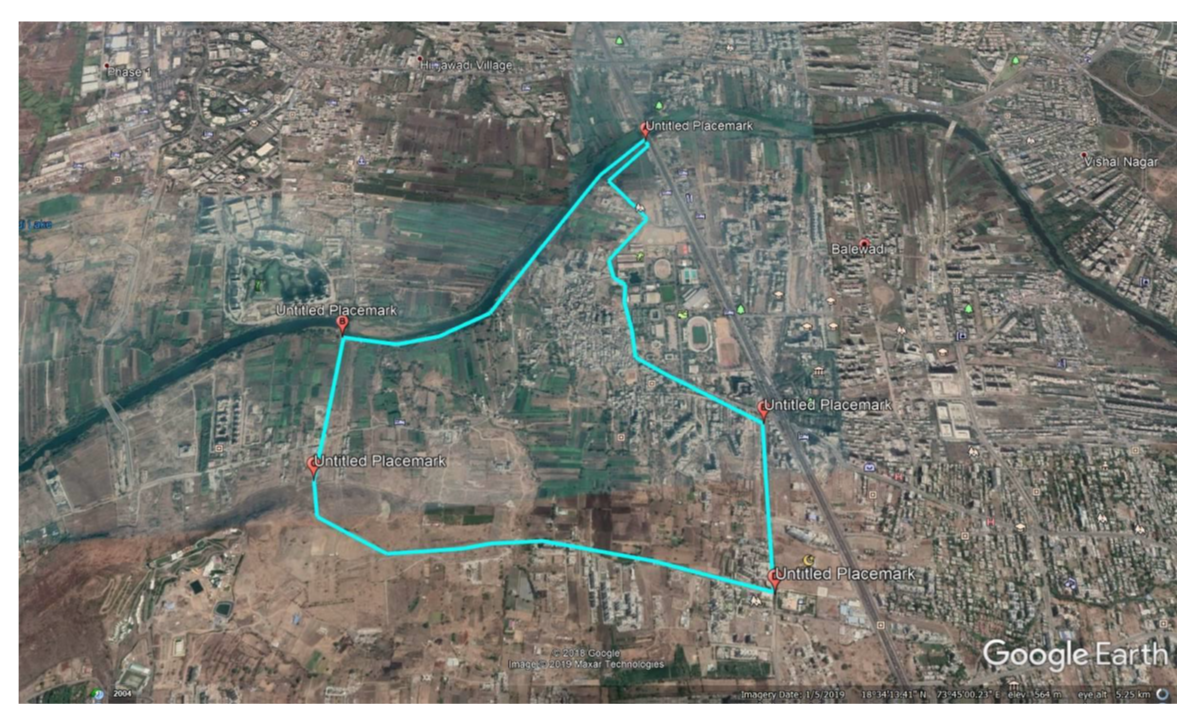 Phase 1
Hinjawadi Village
Untitled Placemark
Vishal Nagar
Lake
Balewadi
Untitled Placemark
Untitled Placemark
Untitled Placemark
Untitled Placemark
© 2018 Google
Image © 2019 Maxar Technologies
Google Earth
2004
Imagery Date: 1/5/2019 18°34'13.41" N 73°45'00.23" E elev 564 m eye alt 5.25 km